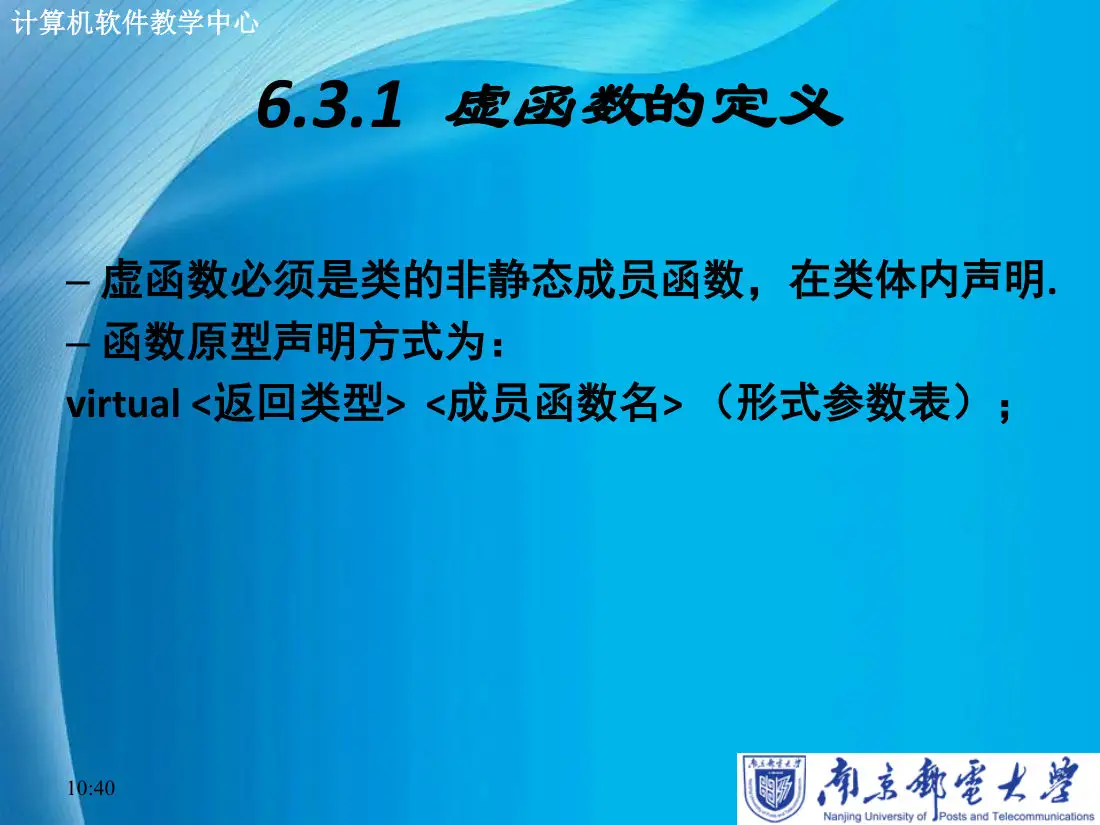 计算机软件教学中心
6.3.1 虚函数的定义
– 虚函数必须是类的非静态成员函数，在类体内声明.
– 函数原型声明方式为：
virtual <返回类型> <成员函数名> （形式参数表）；
10:40
南京邮电大学
Nanjing University of Posts and Telecommunications